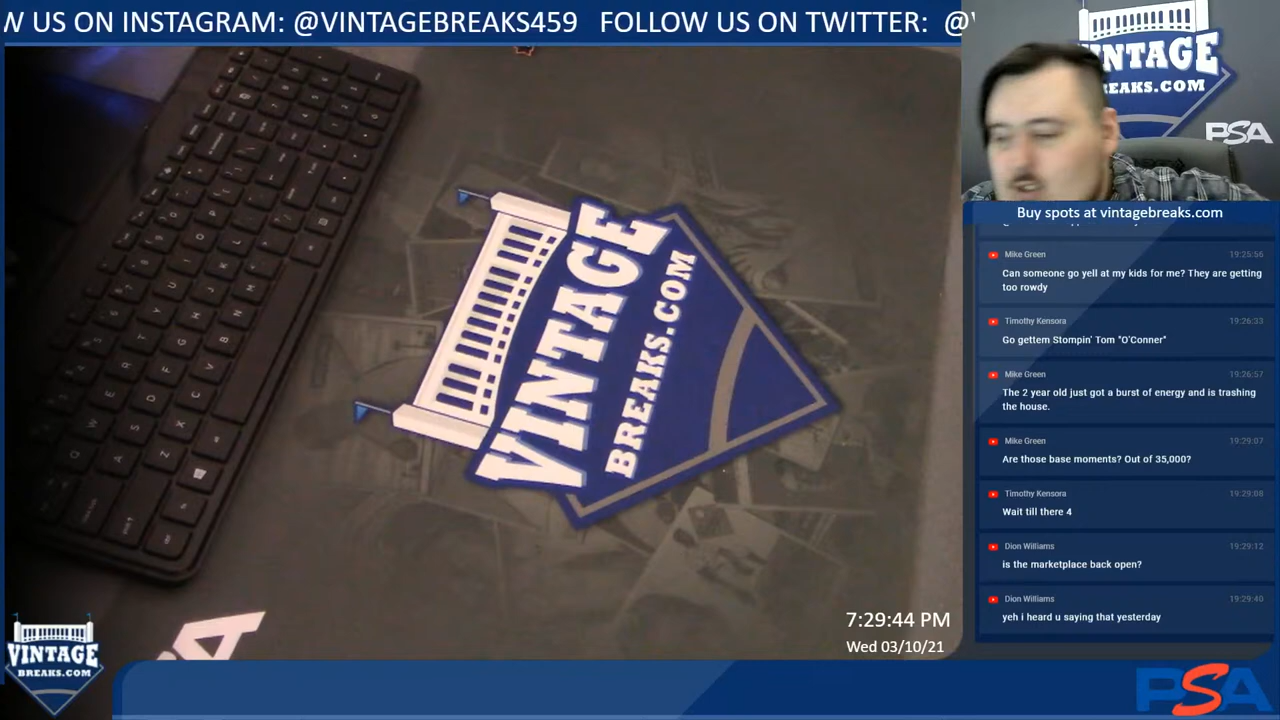 W US ON INSTAGRAM: @VINTAGEBREAKS459 FOLLOW US ON TWITTER: @
VINTAGE
BREAKS.COM
PSA
Buy spots at vintagebreaks.com
Mike Green 19:25:56
Can someone go yell at my kids for me? They are getting
too rowdy
Timothy Kensora 19:26:33
Go gettem Stompin' Tom "O'Conner"
Mike Green 19:26:57
The 2 year old just got a burst of energy and is trashing
the house.
Mike Green 19:29:07
Are those base moments? Out of 35,000?
Timothy Kensora 19:29:08
Wait till there 4
Dion Williams 19:29:12
is the marketplace back open?
Dion Williams 19:29:40
yeh i heard u saying that yesterday
VINTAGE
BREAKS.COM
7:29:44 PM
Wed 03/10/21
VINTAGE
BREAKS.COM
PSA